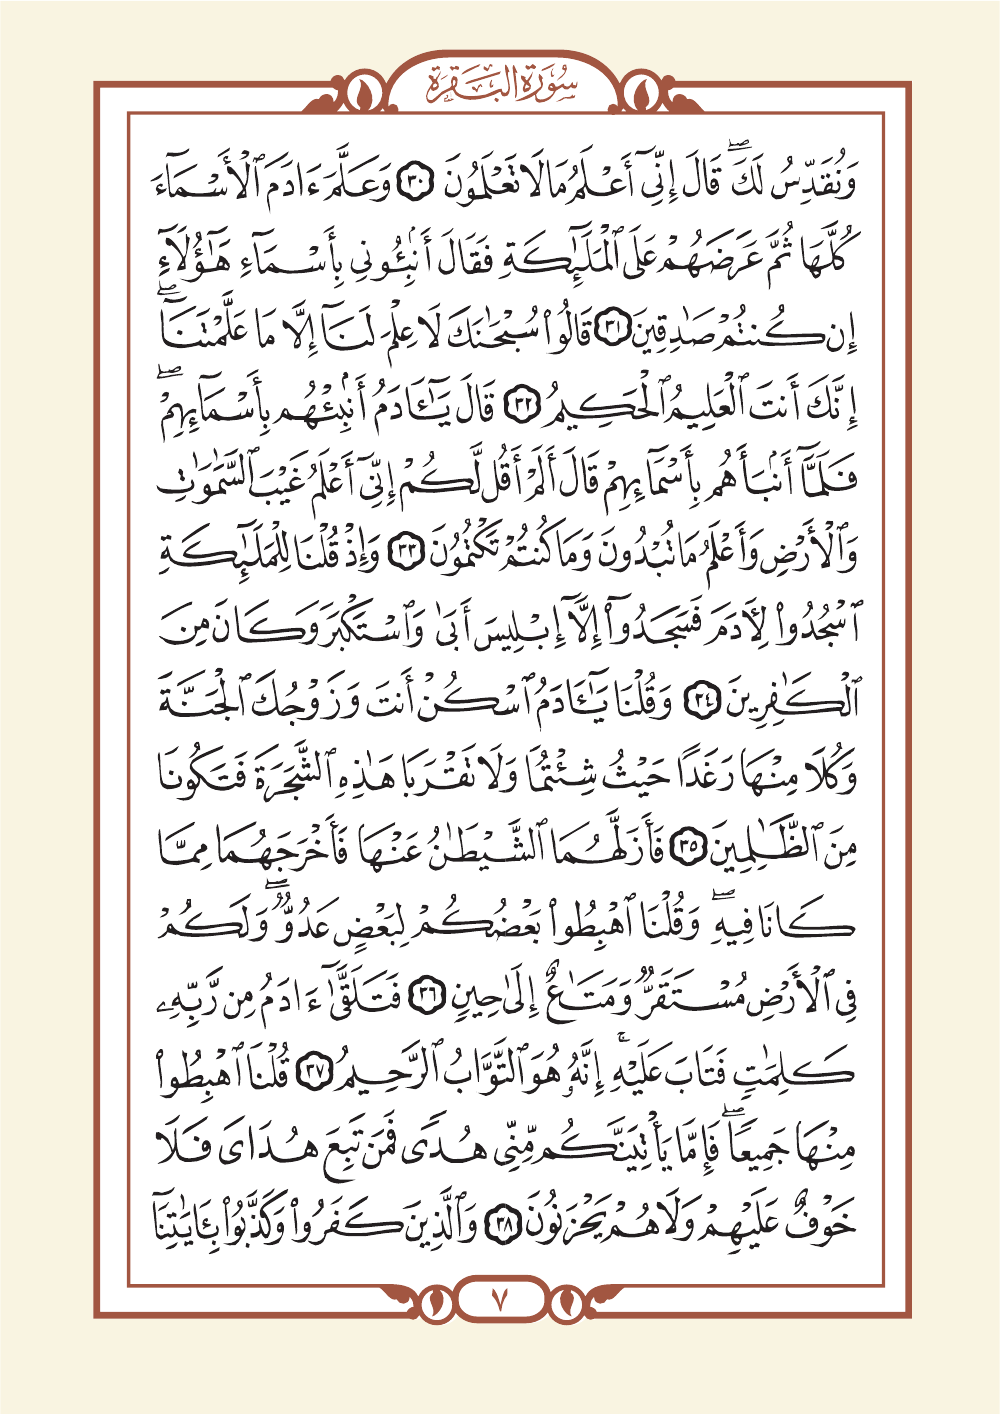 سُورَةُ الْبَقَرَةِ
وَنُقَدِّسُ لَكَۖ قَالَ إِنِّيٓ أَعْلَمُ مَا لَا تَعْلَمُونَ ٣٠ وَعَلَّمَ ءَادَمَ ٱلْأَسْمَآءَ
كُلَّهَا ثُمَّ عَرَضَهُمْ عَلَى ٱلْمَلَٰٓئِكَةِ فَقَالَ أَنۢبِـُٔونِي بِأَسْمَآءِ هَٰٓؤُلَآءِ
إِن كُنتُمْ صَٰدِقِينَ ٣١ قَالُوا۟ سُبْحَٰنَكَ لَا عِلْمَ لَنَآ إِلَّا مَا عَلَّمْتَنَآۖ
إِنَّكَ أَنتَ ٱلْعَلِيمُ ٱلْحَكِيمُ ٣٢ قَالَ يَٰٓـَٔادَمُ أَنۢبِئْهُم بِأَسْمَآئِهِمْۖ
فَلَمَّآ أَنۢبَأَهُم بِأَسْمَآئِهِمْ قَالَ أَلَمْ أَقُل لَّكُمْ إِنِّيٓ أَعْلَمُ غَيْبَ ٱلسَّمَٰوَٰتِ
وَٱلْأَرْضِ وَأَعْلَمُ مَا تُبْدُونَ وَمَا كُنتُمْ تَكْتُمُونَ ٣٣ وَإِذْ قُلْنَا لِلْمَلَٰٓئِكَةِ
ٱسْجُدُوا۟ لِـَٔادَمَ فَسَجَدُوٓا۟ إِلَّآ إِبْلِيسَ أَبَىٰ وَٱسْتَكْبَرَ وَكَانَ مِنَ
ٱلْكَٰفِرِينَ ٣٤ وَقُلْنَا يَٰٓـَٔادَمُ ٱسْكُنْ أَنتَ وَزَوْجُكَ ٱلْجَنَّةَ
وَكُلَا مِنْهَا رَغَدًا حَيْثُ شِئْتُمَا وَلَا تَقْرَبَا هَٰذِهِ ٱلشَّجَرَةَ فَتَكُونَا
مِنَ ٱلظَّٰلِمِينَ ٣٥ فَأَزَلَّهُمَا ٱلشَّيْطَٰنُ عَنْهَا فَأَخْرَجَهُمَا مِمَّا
كَانَا فِيهِۖ وَقُلْنَا ٱهْبِطُوا۟ بَعْضُكُمْ لِبَعْضٍ عَدُوٌّۖ وَلَكُمْ
فِي ٱلْأَرْضِ مُسْتَقَرٌّ وَمَتَٰعٌ إِلَىٰ حِينٍ ٣٦ فَتَلَقَّىٰٓ ءَادَمُ مِن رَّبِّهِۦ
كَلِمَٰتٍ فَتَابَ عَلَيْهِۚ إِنَّهُۥ هُوَ ٱلتَّوَّابُ ٱلرَّحِيمُ ٣٧ قُلْنَا ٱهْبِطُوا۟
مِنْهَا جَمِيعًاۖ فَإِمَّا يَأْتِيَنَّكُم مِّنِّي هُدًى فَمَن تَبِعَ هُدَايَ فَلَا
خَوْفٌ عَلَيْهِمْ وَلَا هُمْ يَحْزَنُونَ ٣٨ وَٱلَّذِينَ كَفَرُوا۟ وَكَذَّبُوا۟ بِـَٔايَٰتِنَآ
٧